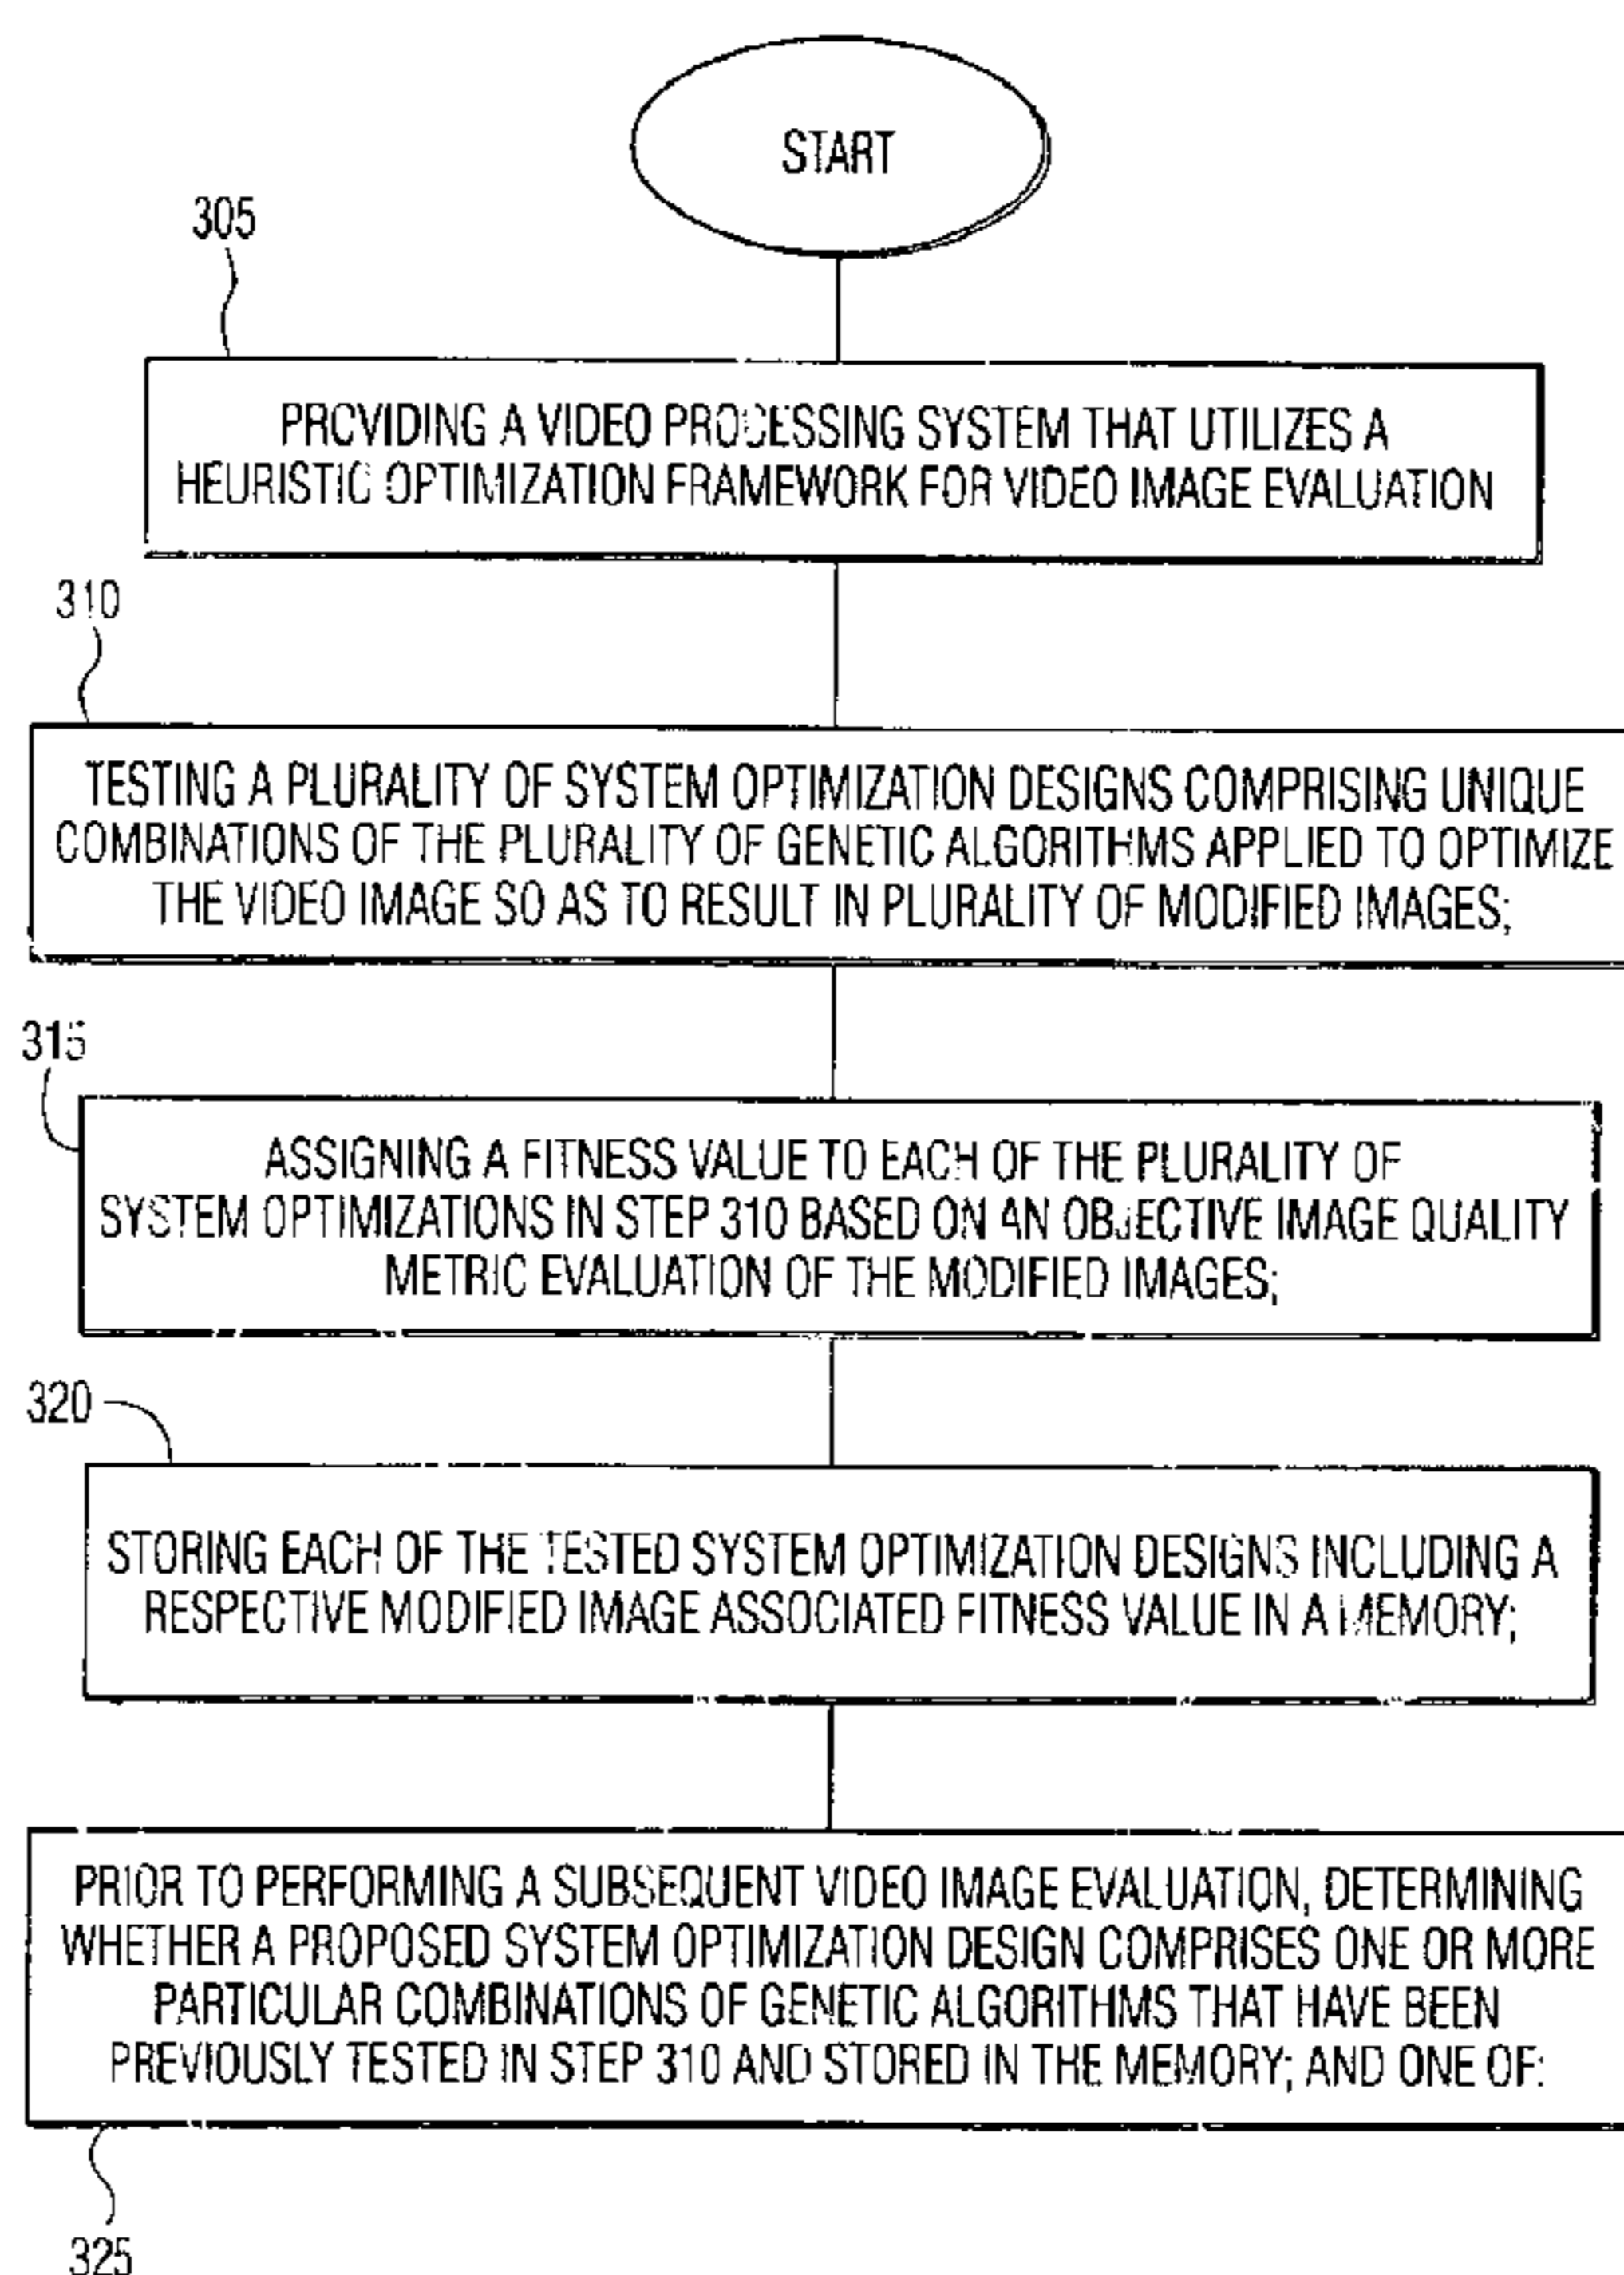 START
305
PROVIDING A VIDEO PROCESSING SYSTEM THAT UTILIZES A
HEURISTIC OPTIMIZATION FRAMEWORK FOR VIDEO IMAGE EVALUATION
310
TESTING A PLURALITY OF SYSTEM OPTIMIZATION DESIGNS COMPRISING UNIQUE
COMBINATIONS OF THE PLURALITY OF GENETIC ALGORITHMS APPLIED TO OPTIMIZE
THE VIDEO IMAGE SO AS TO RESULT IN PLURALITY OF MODIFIED IMAGES;
315
ASSIGNING A FITNESS VALUE TO EACH OF THE PLURALITY OF
SYSTEM OPTIMIZATIONS IN STEP 310 BASED ON AN OBJECTIVE IMAGE QUALITY
METRIC EVALUATION OF THE MODIFIED IMAGES;
320
STORING EACH OF THE TESTED SYSTEM OPTIMIZATION DESIGNS INCLUDING A
RESPECTIVE MODIFIED IMAGE ASSOCIATED FITNESS VALUE IN A MEMORY;
PRIOR TO PERFORMING A SUBSEQUENT VIDEO IMAGE EVALUATION, DETERMINING
WHETHER A PROPOSED SYSTEM OPTIMIZATION DESIGN COMPRISES ONE OR MORE
PARTICULAR COMBINATIONS OF GENETIC ALGORITHMS THAT HAVE BEEN
PREVIOUSLY TESTED IN STEP 310 AND STORED IN THE MEMORY; AND ONE OF:
325